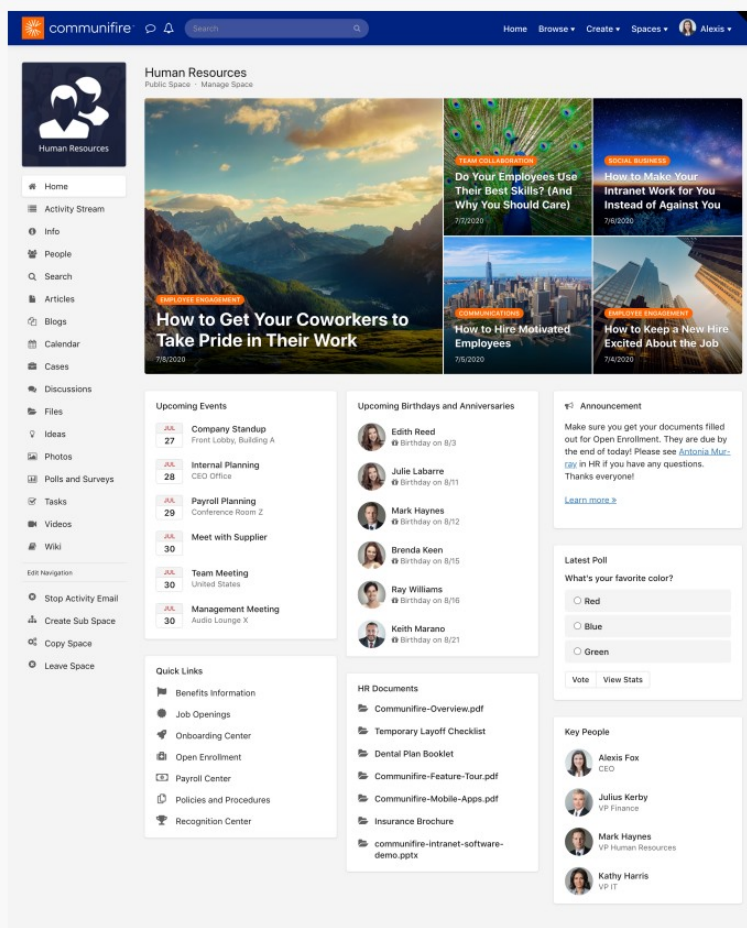 communifire
Search
Home
Browse
Create
Spaces
Alexis
Human Resources
Home
Activity Stream
Info
People
Search
Articles
Blogs
Calendar
Cases
Discussions
Files
Ideas
Photos
Polls and Surveys
Tasks
Videos
Wiki
Edit Navigation
Stop Activity Email
Create Sub Space
Copy Space
Leave Space
Human Resources
Public Space · Manage Space
EMPLOYEE ENGAGEMENT
How to Get Your Coworkers to
Take Pride in Their Work
7/8/2020
TEAM COLLABORATION
Do Your Employees Use
Their Best Skills? (And
Why You Should Care)
7/7/2020
SOCIAL BUSINESS
How to Make Your
Intranet Work for You
Instead of Against You
7/6/2020
COMMUNICATIONS
How to Hire Motivated
Employees
7/5/2020
EMPLOYEE ENGAGEMENT
How to Keep a New Hire
Excited About the Job
7/4/2020
Upcoming Events
JUL
27
Company Standup
Front Lobby, Building A
JUL
28
Internal Planning
CEO Office
JUL
29
Payroll Planning
Conference Room Z
JUL
30
Meet with Supplier
JUL
30
Team Meeting
United States
JUL
30
Management Meeting
Audio Lounge X
Quick Links
Benefits Information
Job Openings
Onboarding Center
Open Enrollment
Payroll Center
Policies and Procedures
Recognition Center
Upcoming Birthdays and Anniversaries
Edith Reed
Birthday on 8/3
Julie Labarre
Birthday on 8/11
Mark Haynes
Birthday on 8/12
Brenda Keen
Birthday on 8/15
Ray Williams
Birthday on 8/16
Keith Marano
Birthday on 8/21
HR Documents
Communifire-Overview.pdf
Temporary Layoff Checklist
Dental Plan Booklet
Communifire-Feature-Tour.pdf
Communifire-Mobile-Apps.pdf
Insurance Brochure
communifire-intranet-software-
demo.pptx
Announcement
Make sure you get your documents filled
out for Open Enrollment. They are due by
the end of today! Please see Antonia Mur-
ray in HR if you have any questions.
Thanks everyone!
Learn more »
Latest Poll
What's your favorite color?
Red
Blue
Green
Vote
View Stats
Key People
Alexis Fox
CEO
Julius Kerby
VP Finance
Mark Haynes
VP Human Resources
Kathy Harris
VP IT